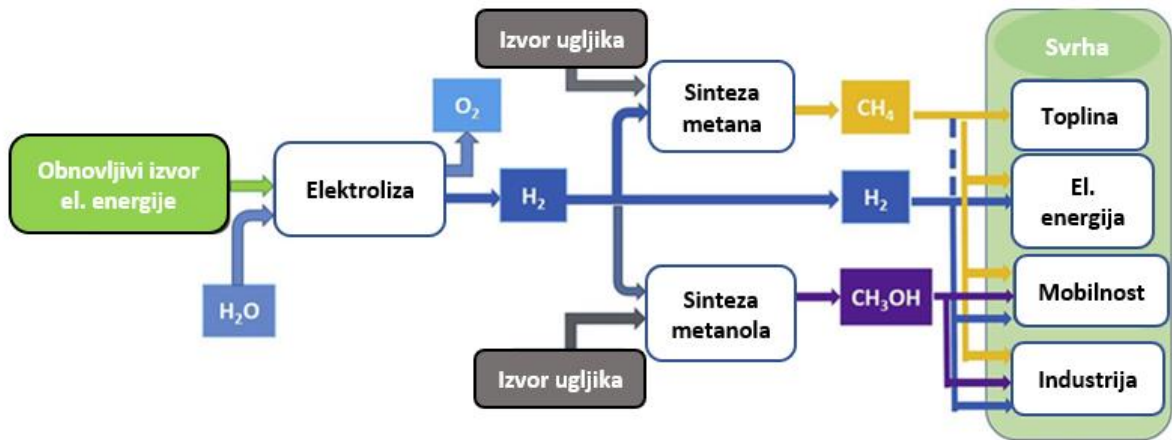 Izvor ugljika
Svrha
Sinteza
metana
CH₄
Toplina
O₂
Obnovljivi izvor
el. energije
Elektroliza
H₂
H₂
El.
energija
H₂O
Sinteza
metanola
CH₃OH
Mobilnost
Izvor ugljika
Industrija